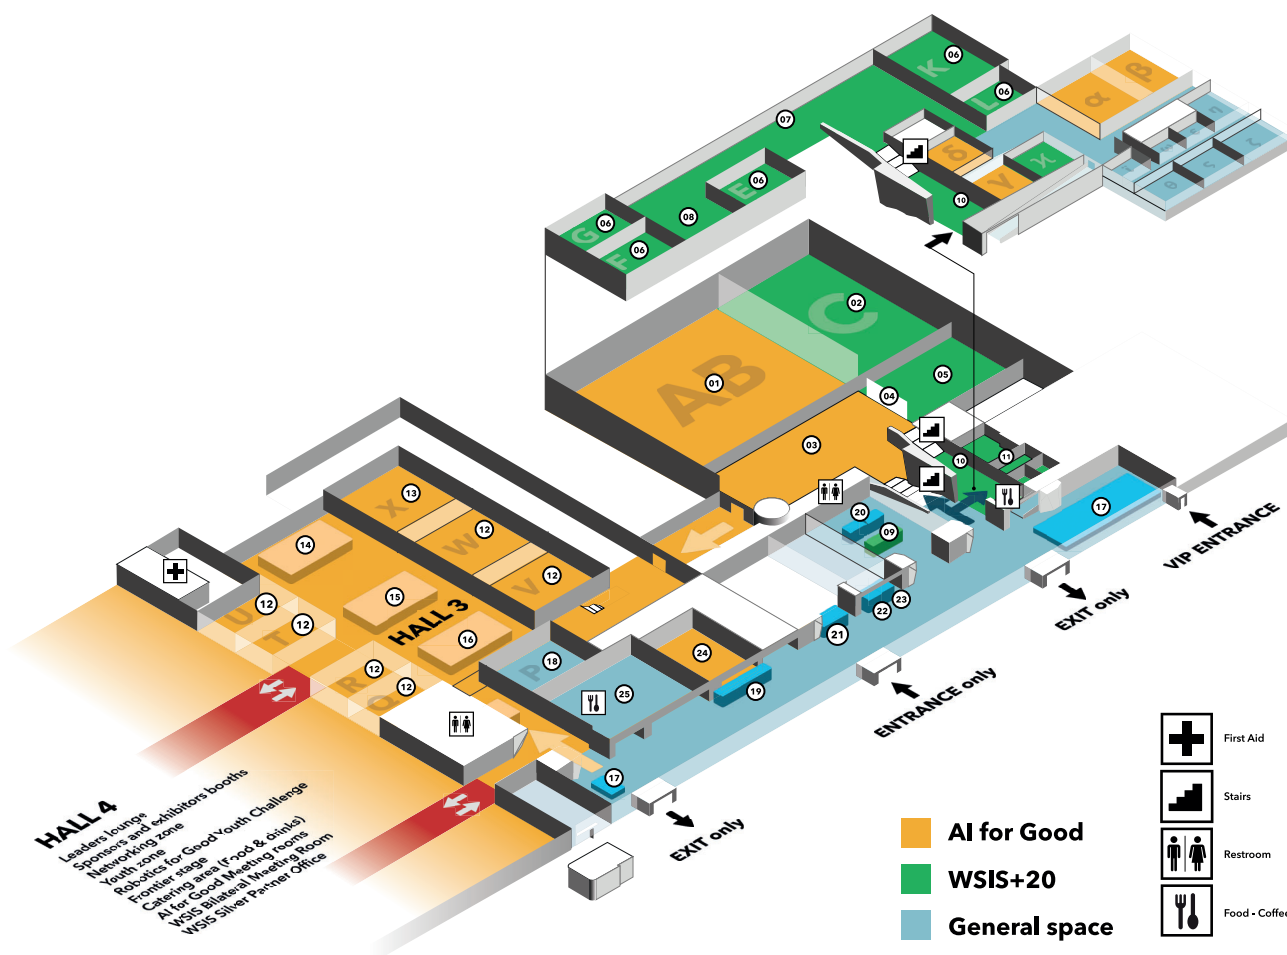 06
K
06
L
β
α
07
δ
γ
ϰ
η
ε
ω
ζ
ς
θ
06
E
06
G
08
06
F
10
02
C
01
AB
05
04
03
10
11
13
X
12
W
12
V
14
15
16
HALL 3
12
U
12
T
12
R
12
Q
18
P
25
24
19
20
09
21
22
23
17
17
VIP ENTRANCE
EXIT only
ENTRANCE only
EXIT only
HALL 4
Leaders lounge
Sponsors and exhibitors booths
Networking zone
Youth zone
Robotics for Good Youth Challenge
Frontier stage
Catering area (Food & drinks)
AI for Good Meeting rooms
WSIS Bilateral Meeting Room
WSIS Silver Partner Office
AI for Good
WSIS+20
General space
First Aid
Stairs
Restroom
Food - Coffee